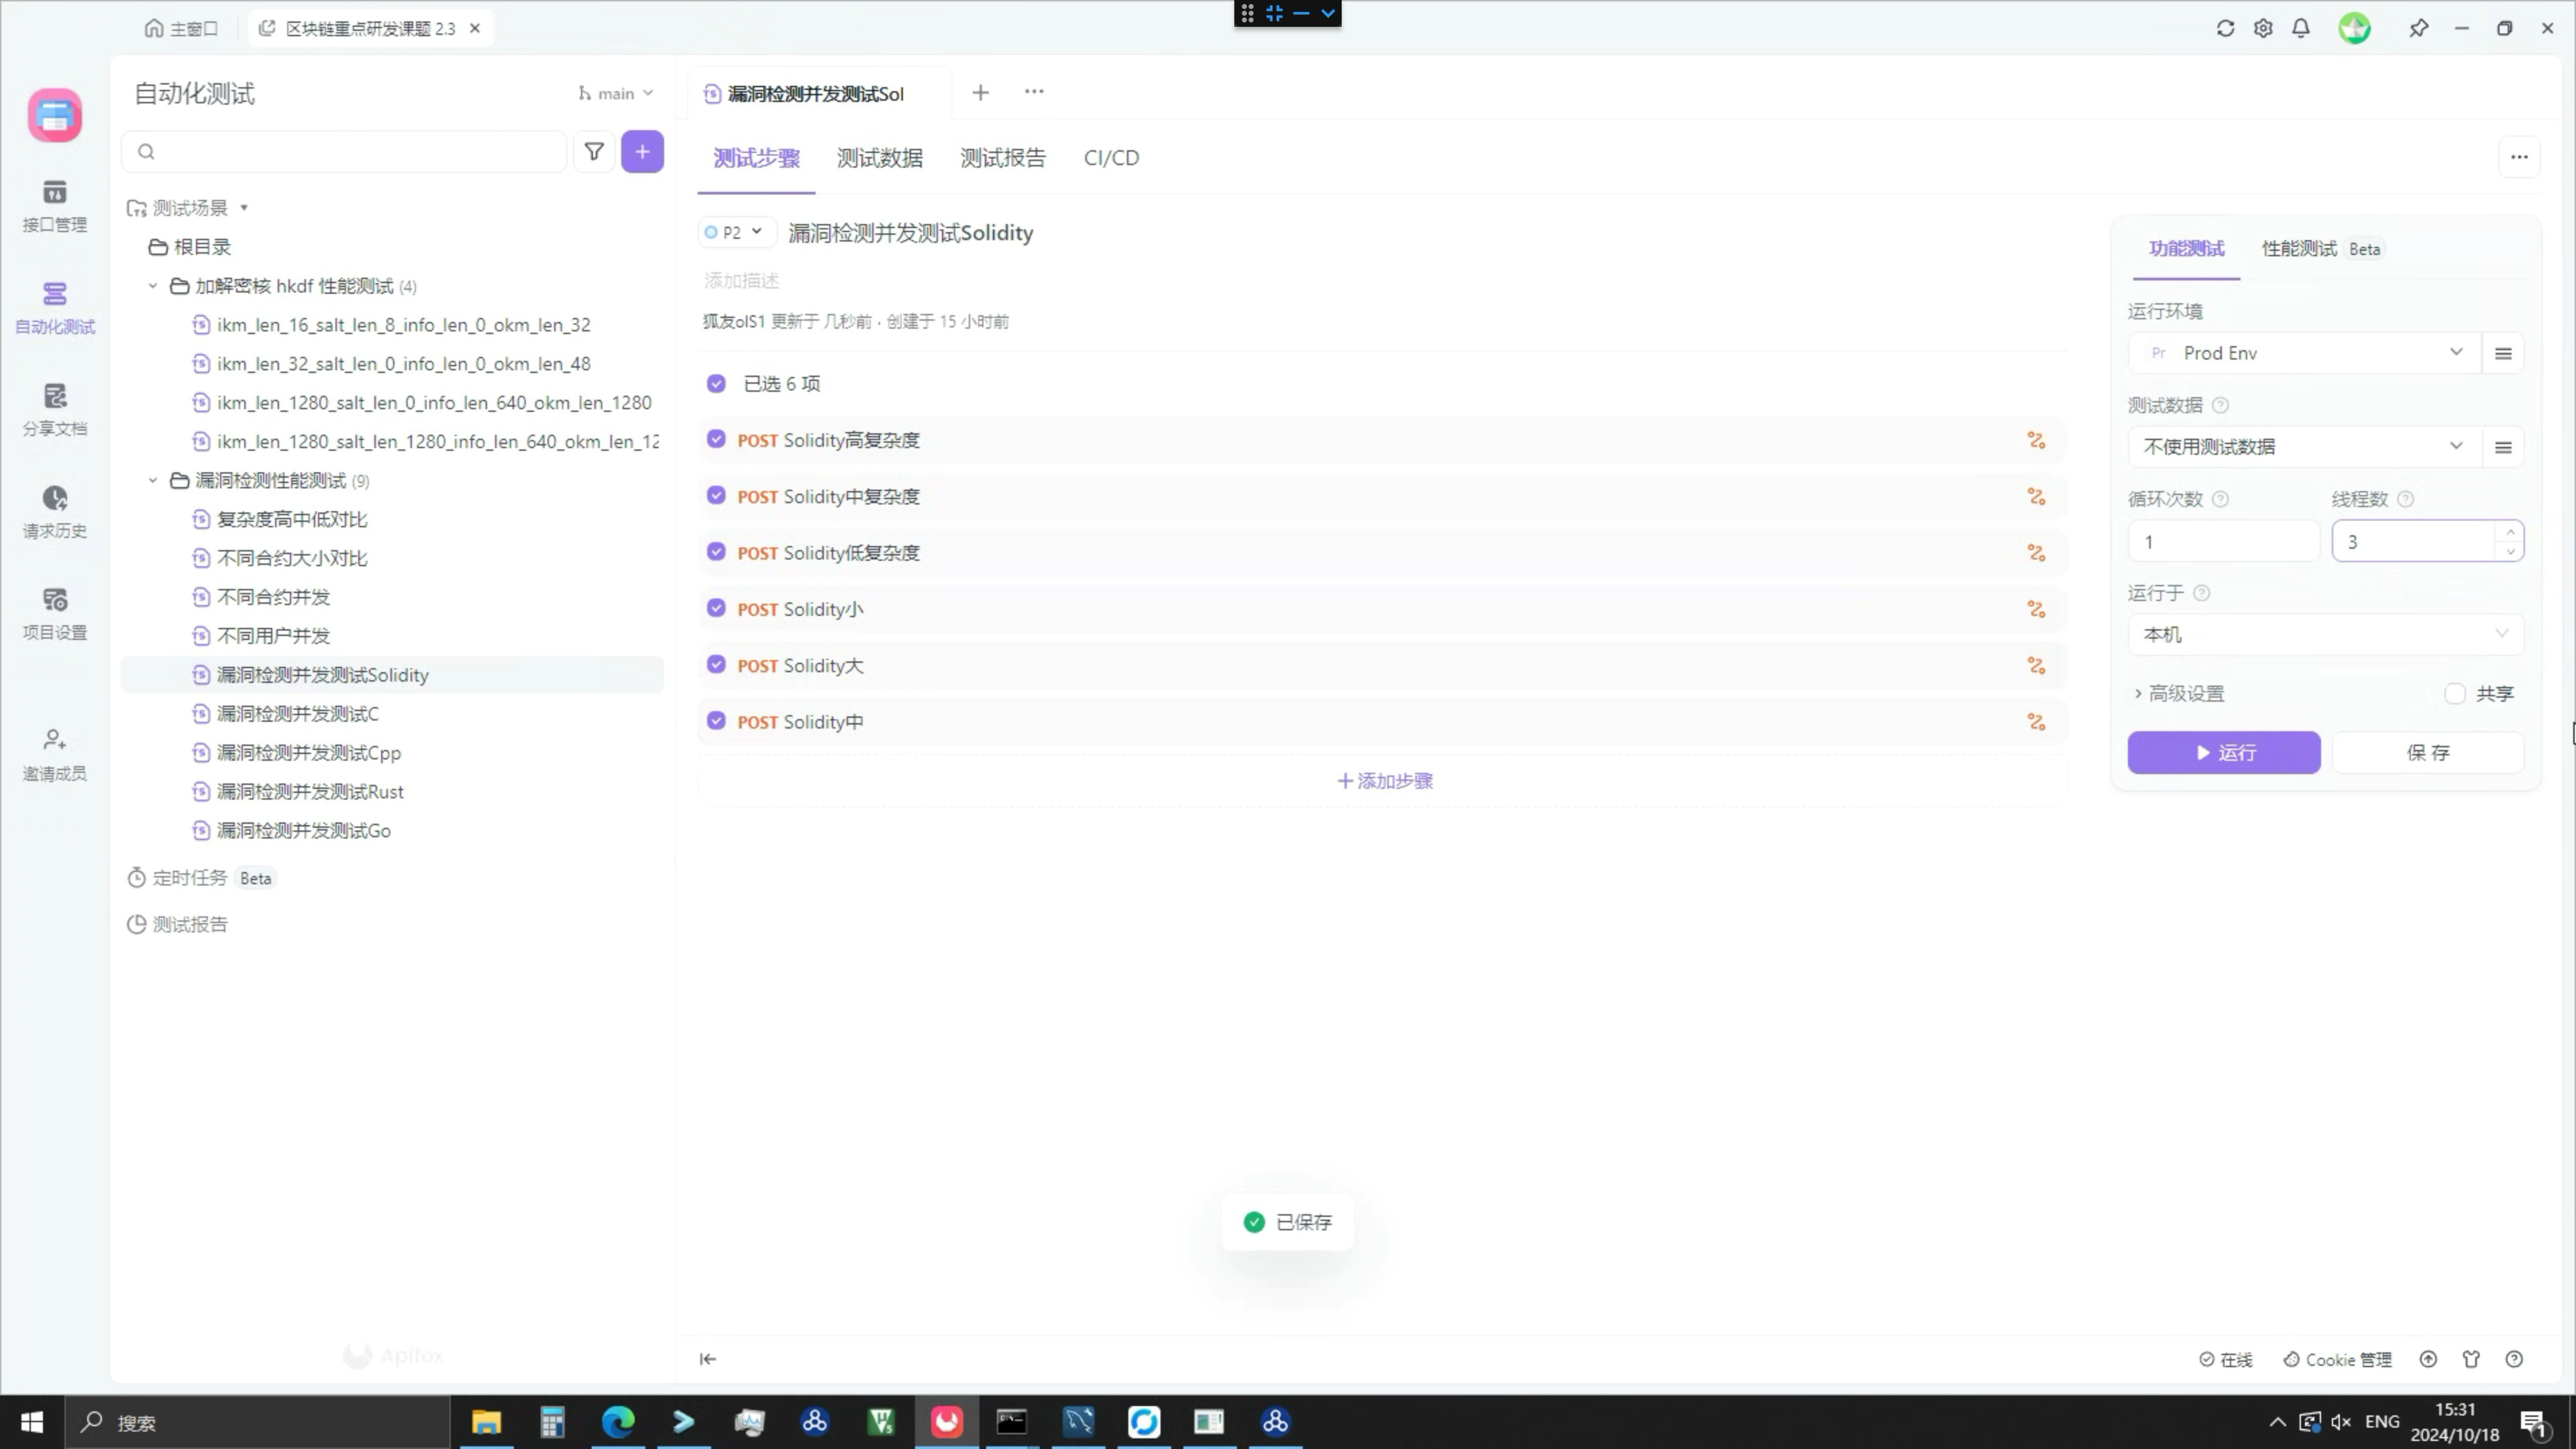 主窗口
区块链重点研发课题 2.3
自动化测试
main
接口管理
自动化测试
分享文档
请求历史
项目设置
邀请成员
测试场景
根目录
加解密核 hkdf 性能测试 (4)
ikm_len_16_salt_len_8_info_len_0_okm_len_32
ikm_len_32_salt_len_0_info_len_0_okm_len_48
ikm_len_1280_salt_len_0_info_len_640_okm_len_1280
ikm_len_1280_salt_len_1280_info_len_640_okm_len_12
漏洞检测性能测试 (9)
复杂度高中低对比
不同合约大小对比
不同合约并发
不同用户并发
漏洞检测并发测试Solidity
漏洞检测并发测试C
漏洞检测并发测试Cpp
漏洞检测并发测试Rust
漏洞检测并发测试Go
定时任务 Beta
测试报告
Apifox
漏洞检测并发测试Sol
测试步骤 测试数据 测试报告 CI/CD
P2 漏洞检测并发测试Solidity
添加描述
狐友olS1 更新于 几秒前 · 创建于 15 小时前
已选 6 项
POST Solidity高复杂度
POST Solidity中复杂度
POST Solidity低复杂度
POST Solidity小
POST Solidity大
POST Solidity中
添加步骤
功能测试 性能测试 Beta
运行环境
Pr Prod Env
测试数据
不使用测试数据
循环次数 线程数
1 3
运行于
本机
高级设置 共享
运行 保 存
已保存
在线 Cookie 管理
搜索
ENG
15:31
2024/10/18
1